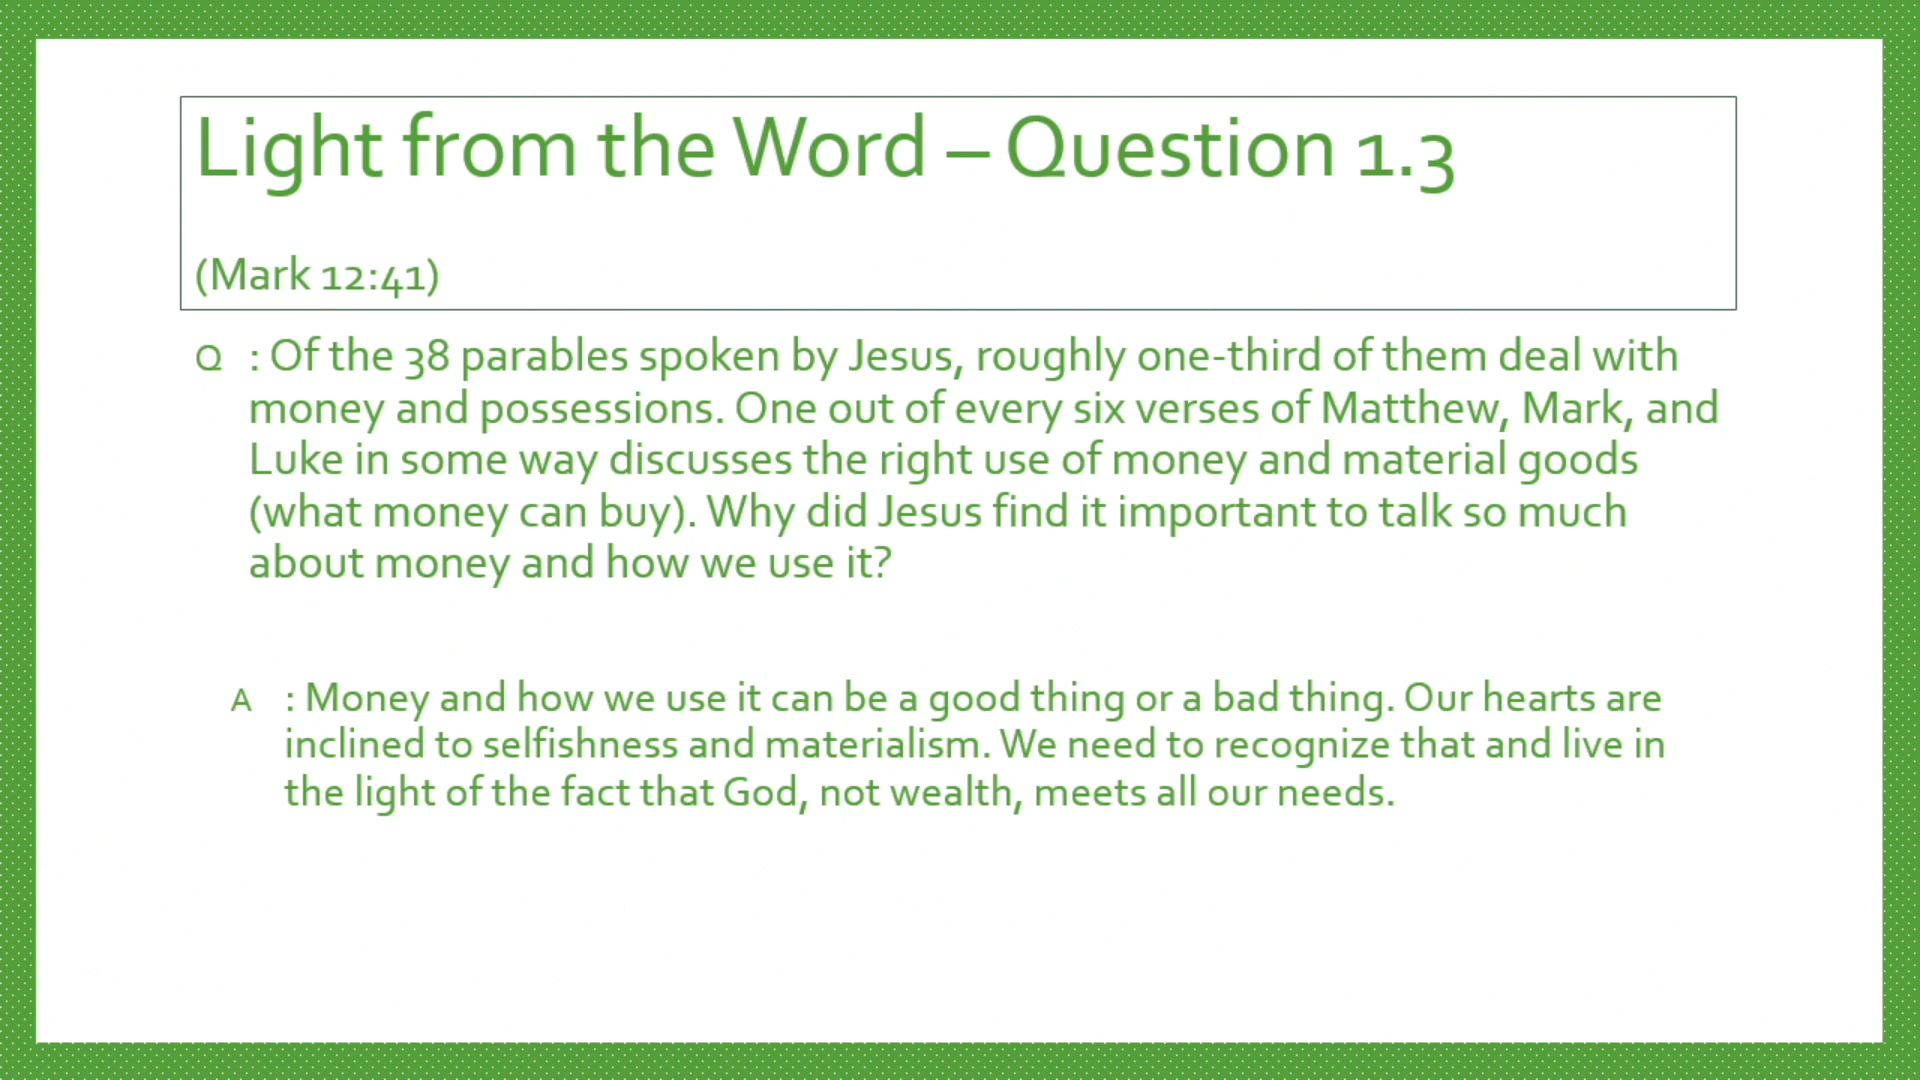 Light from the Word – Question 1.3
(Mark 12:41)
Q : Of the 38 parables spoken by Jesus, roughly one-third of them deal with
money and possessions. One out of every six verses of Matthew, Mark, and
Luke in some way discusses the right use of money and material goods
(what money can buy). Why did Jesus find it important to talk so much
about money and how we use it?
A : Money and how we use it can be a good thing or a bad thing. Our hearts are
inclined to selfishness and materialism. We need to recognize that and live in
the light of the fact that God, not wealth, meets all our needs.